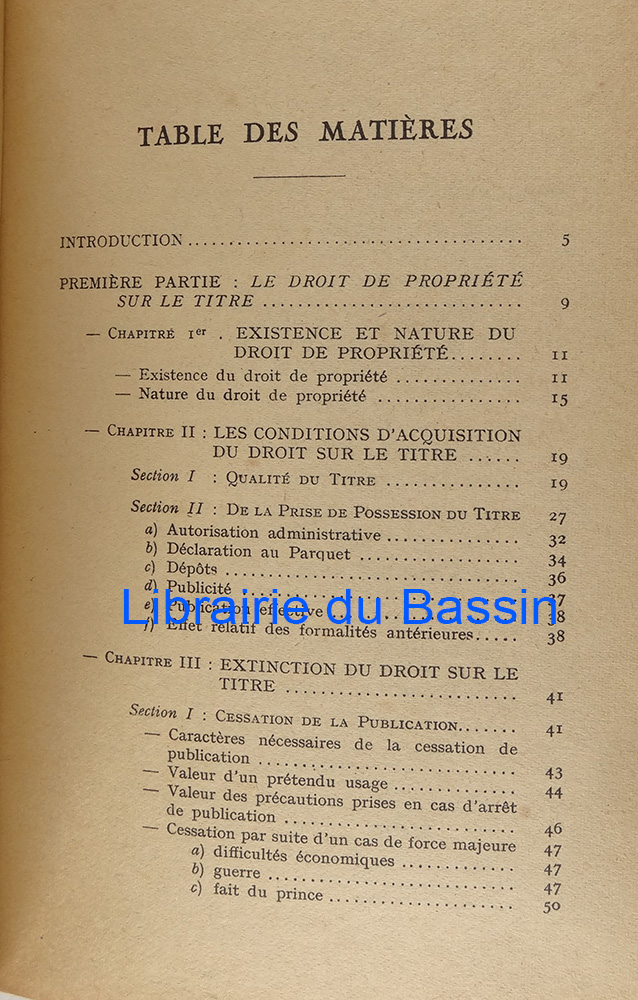 TABLE DES MATIÈRES
INTRODUCTION ........................................ 5
PREMIÈRE PARTIE : LE DROIT DE PROPRIÉTÉ
SUR LE TITRE ............................. 9
— CHAPITRE Ier . EXISTENCE ET NATURE DU
DROIT DE PROPRIÉTÉ........ 11
— Existence du droit de propriété .............. 11
— Nature du droit de propriété ................ 15
— CHAPITRE II : LES CONDITIONS D'ACQUISITION
DU DROIT SUR LE TITRE ...... 19
Section I : QUALITÉ DU TITRE ............... 19
Section II : DE LA PRISE DE POSSESSION DU TITRE 27
a) Autorisation administrative ............... 32
b) Déclaration au Parquet .................. 34
c) Dépôts ................................ 36
d) Publicité .............................. 37
e) Publication effective .................... 38
f) Effet relatif des formalités antérieures..... 38
Librairie du Bassin
— CHAPITRE III : EXTINCTION DU DROIT SUR LE
TITRE .......................... 41
Section I : CESSATION DE LA PUBLICATION....... 41
— Caractères nécessaires de la cessation de
publication ............................ 43
— Valeur d'un prétendu usage .............. 44
— Valeur des précautions prises en cas d'arrêt
de publication ......................... 46
— Cessation par suite d'un cas de force majeure 47
a) difficultés économiques ............. 47
b) guerre ............................ 47
c) fait du prince ...................... 50